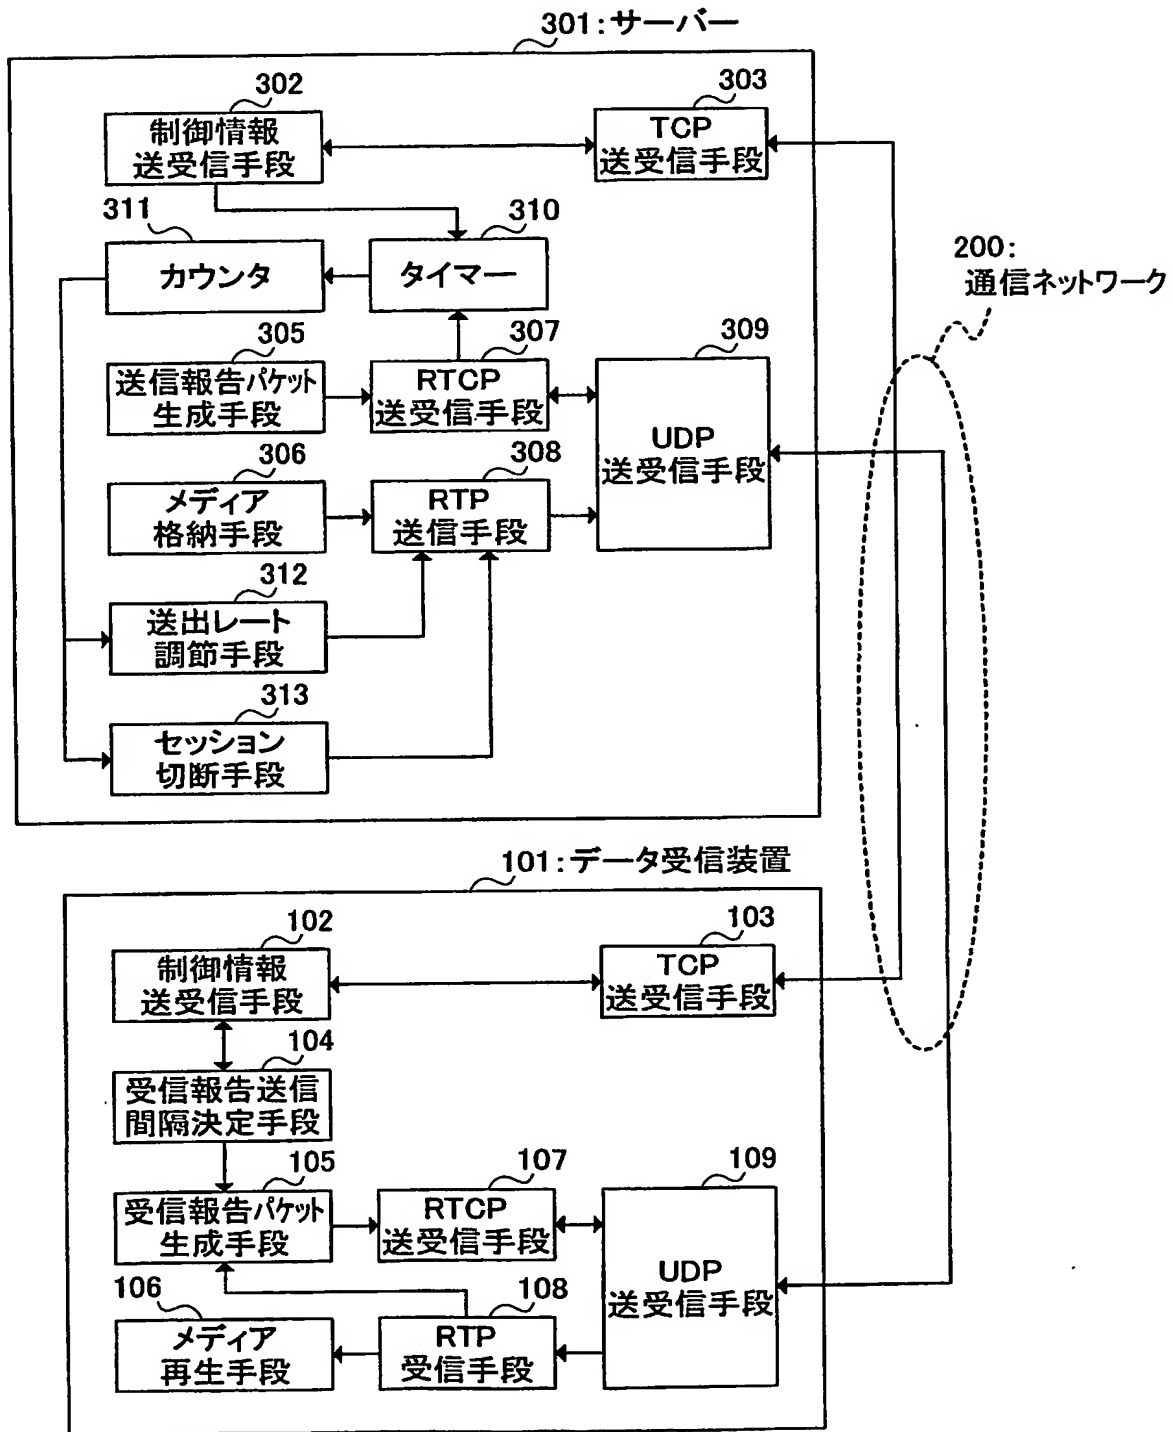 301:サーバー
302
303
制御情報
送受信手段
TCP
送受信手段
311
310
カウンタ
タイマー
200:
通信ネットワーク
305
307
309
送信報告パケット
生成手段
RTCP
送受信手段
UDP
送受信手段
306
308
メディア
格納手段
RTP
送信手段
312
送出レート
調節手段
313
セッション
切断手段
101:データ受信装置
102
103
制御情報
送受信手段
TCP
送受信手段
104
受信報告送信
間隔決定手段
105
107
109
受信報告パケット
生成手段
RTCP
送受信手段
UDP
送受信手段
106
108
メディア
再生手段
RTP
受信手段